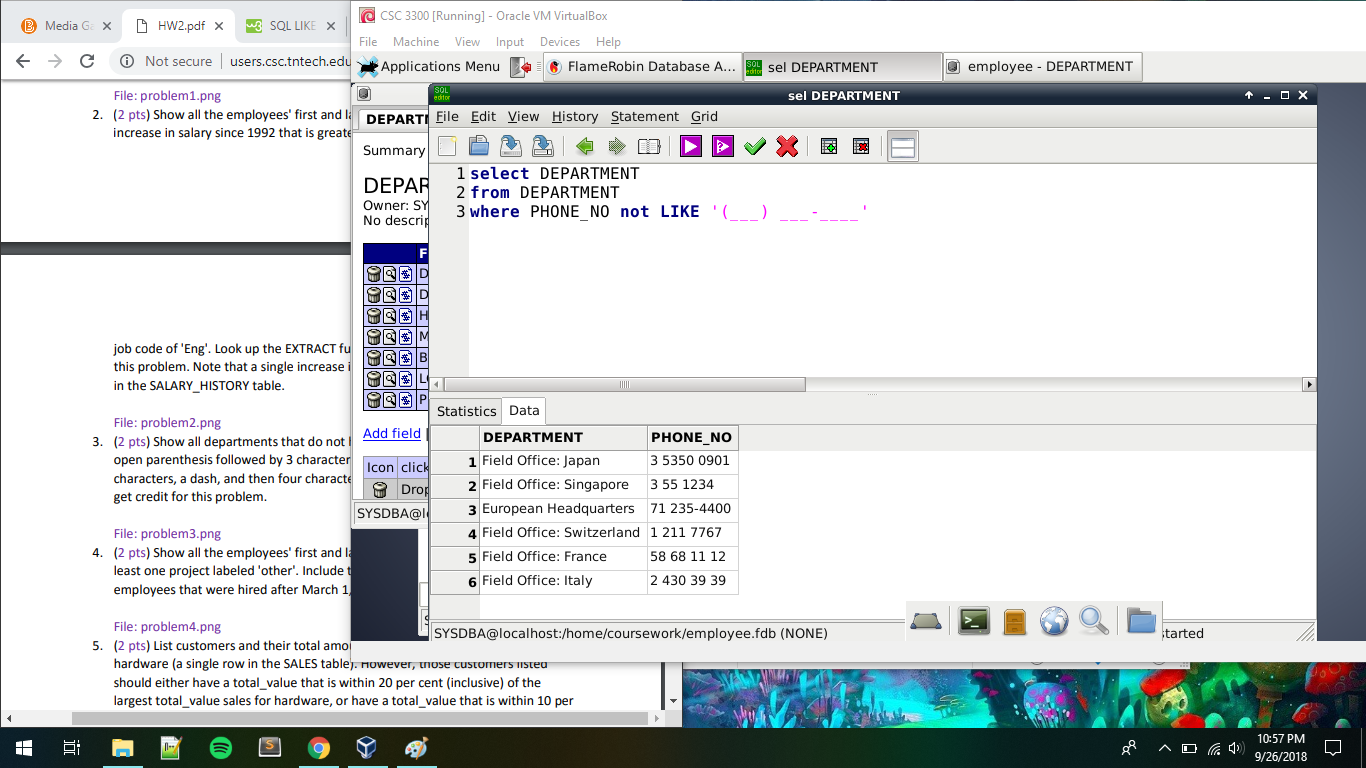 Media Ga
HW2.pdf
SQL LIKE
Not secure
users.csc.tntech.edu
File: problem1.png
2. (2 pts) Show all the employees' first and la
increase in salary since 1992 that is greate
job code of 'Eng'. Look up the EXTRACT fu
this problem. Note that a single increase i
in the SALARY_HISTORY table.
File: problem2.png
3. (2 pts) Show all departments that do not h
open parenthesis followed by 3 character
characters, a dash, and then four characte
get credit for this problem.
File: problem3.png
4. (2 pts) Show all the employees' first and la
least one project labeled 'other'. Include t
employees that were hired after March 1,
File: problem4.png
5. (2 pts) List customers and their total amou
hardware (a single row in the SALES table). However, those customers listed
should either have a total_value that is within 20 per cent (inclusive) of the
largest total_value sales for hardware, or have a total_value that is within 10 per
CSC 3300 [Running] - Oracle VM VirtualBox
File Machine View Input Devices Help
Applications Menu
FlameRobin Database A...
sel DEPARTMENT
employee - DEPARTMENT
DEPARTM
Summary
DEPAR
Owner: SY
No descrip
F
D
D
H
M
B
LO
P
Add field |
Icon click
Drop
SYSDBA@lo
SQL editor
sel DEPARTMENT
File Edit View History Statement Grid
1 select DEPARTMENT
2 from DEPARTMENT
3 where PHONE_NO not LIKE '(___) ___-____'
Statistics Data
DEPARTMENT PHONE_NO
1 Field Office: Japan 3 5350 0901
2 Field Office: Singapore 3 55 1234
3 European Headquarters 71 235-4400
4 Field Office: Switzerland 1 211 7767
5 Field Office: France 58 68 11 12
6 Field Office: Italy 2 430 39 39
SYSDBA@localhost:/home/coursework/employee.fdb (NONE)
started
10:57 PM
9/26/2018